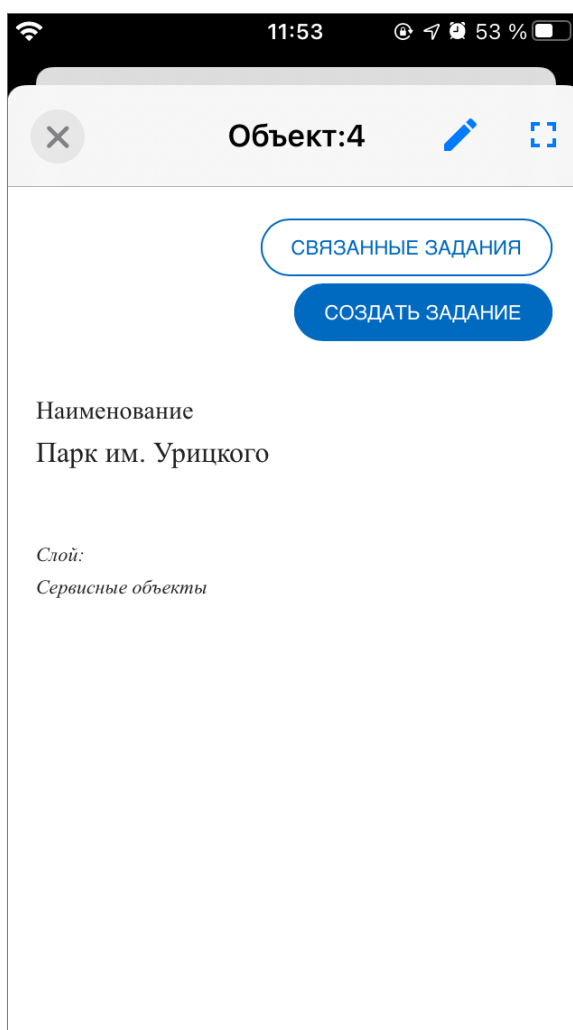 11:53
53 %
Объект:4
СВЯЗАННЫЕ ЗАДАНИЯ
СОЗДАТЬ ЗАДАНИЕ
Наименование
Парк им. Урицкого
Слой:
Сервисные объекты